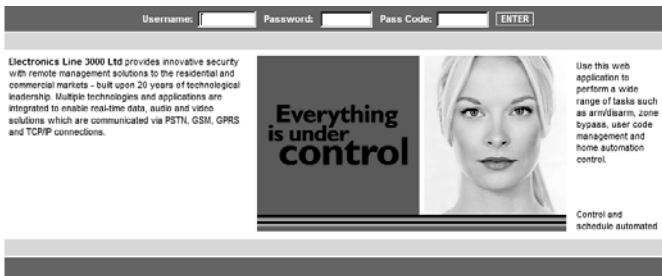 Username: Password: Pass Code: ENTER
Electronics Line 3000 Ltd provides innovative security
with remote management solutions to the residential and
commercial markets - built upon 20 years of technological
leadership. Multiple technologies and applications are
integrated to enable real-time data, audio and video
solutions which are communicated via PSTN, GSM, GPRS
and TCP/IP connections.
Everything
is under
control
Use this web
application to
perform a wide
range of tasks such
as arm/disarm, zone
bypass, user code
management and
home automation
control.
Control and
schedule automated